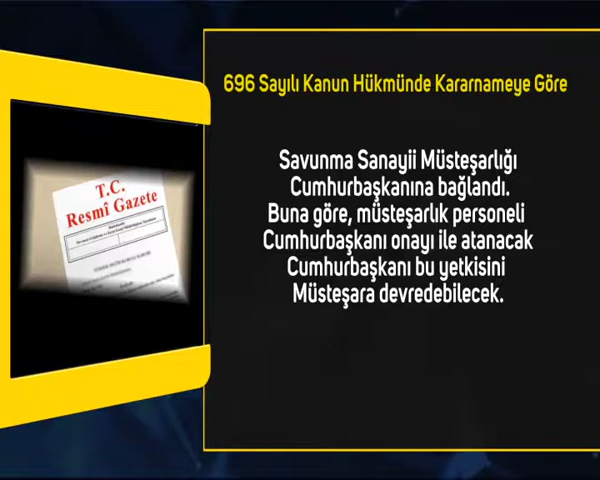 696 Sayılı Kanun Hükmünde Kararnameye Göre
Savunma Sanayii Müsteşarlığı
Cumhurbaşkanına bağlandı.
Buna göre, müsteşarlık personeli
Cumhurbaşkanı onayı ile atanacak
Cumhurbaşkanı bu yetkisini
Müsteşara devredebilecek.
T.C.
Resmî Gazete